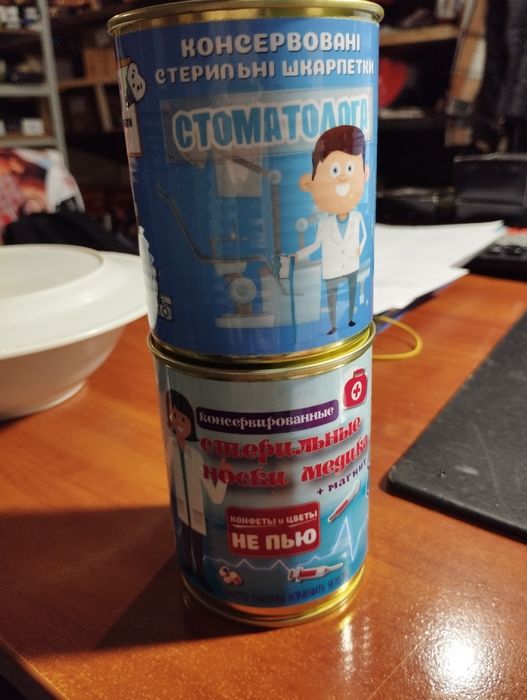 КОНСЕРВОВАНІ
СТЕРИЛЬНІ ШКАРПЕТКИ
СТОМАТОЛОГА
консервированные
стерильные
носки медика
+ МАГНИТ
КОНФЕТЫ и ЦВЕТЫ
НЕ ПЬЮ